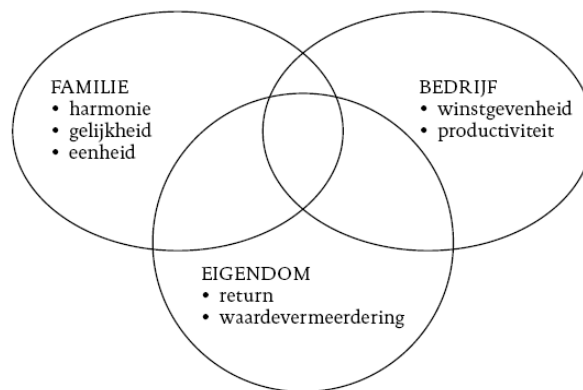 FAMILIE
• harmonie
• gelijkheid
• eenheid
BEDRIJF
• winstgevenheid
• productiviteit
EIGENDOM
• return
• waardevermeerdering